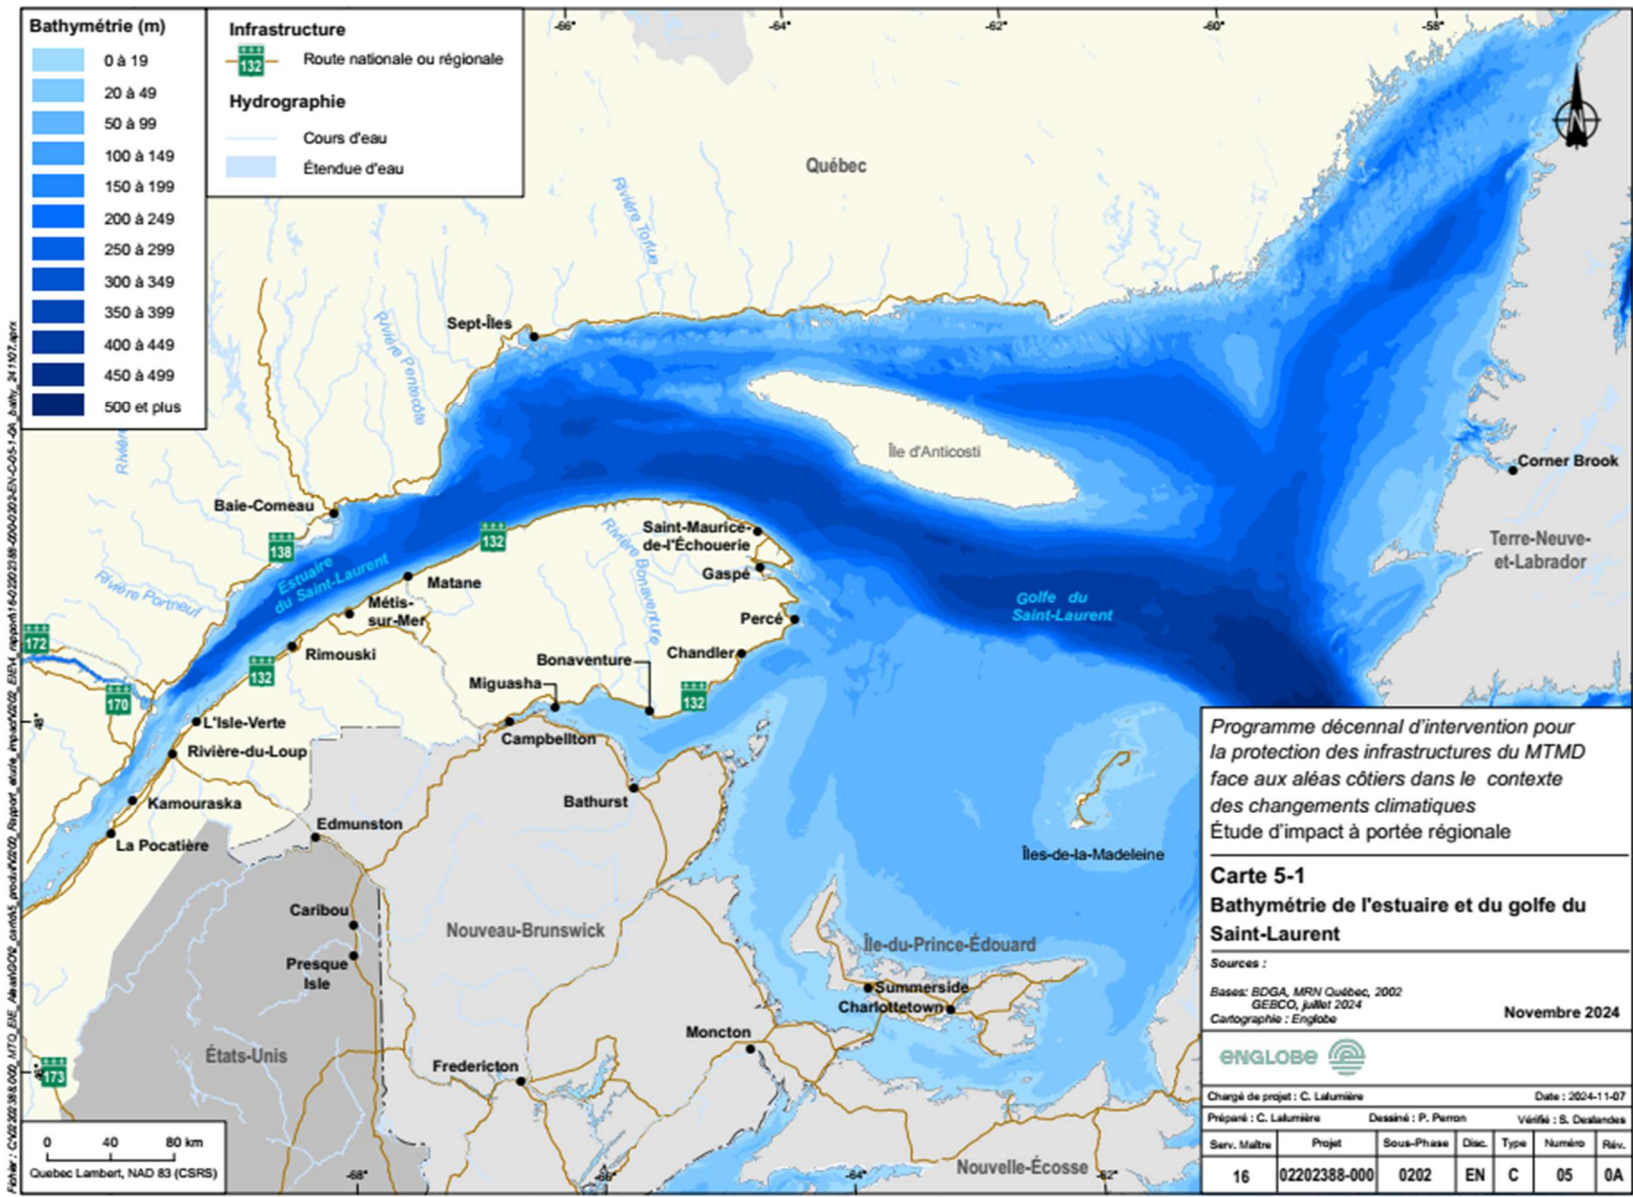 Bathymétrie (m)
0 à 19
20 à 49
50 à 99
100 à 149
150 à 199
200 à 249
250 à 299
300 à 349
350 à 399
400 à 449
450 à 499
500 et plus
Infrastructure
132
Route nationale ou régionale
Hydrographie
Cours d'eau
Étendue d'eau
-66°
-64°
-62°
-60°
-58°
N
Québec
Rivière Tortue
Sept-Îles
Rivière Pentecôte
Rivière
Île d'Anticosti
Corner Brook
Baie-Comeau
138
132
Saint-Maurice-
de-l'Échouerie
Rivière Bonaventure
Terre-Neuve-
et-Labrador
Estuaire
du Saint-Laurent
Gaspé
Matane
Rivière Portneuf
Métis-
sur-Mer
Golfe du
Saint-Laurent
Percé
172
Rimouski
Chandler
132
Bonaventure
Miguasha
170
132
48°
L'Isle-Verte
Campbellton
Rivière-du-Loup
Kamouraska
Bathurst
Edmunston
La Pocatière
Îles-de-la-Madeleine
Caribou
Nouveau-Brunswick
Île-du-Prince-Édouard
Presque
Isle
Summerside
Charlottetown
Moncton
États-Unis
Fredericton
173
Nouvelle-Écosse
-68°
-66°
-64°
-62°
0 40 80 km
Quebec Lambert, NAD 83 (CSRS)
Programme décennal d'intervention pour
la protection des infrastructures du MTMD
face aux aléas côtiers dans le contexte
des changements climatiques
Étude d'impact à portée régionale
Carte 5-1
Bathymétrie de l'estuaire et du golfe du
Saint-Laurent
Sources :
Bases: BDGA, MRN Québec, 2002
GEBCO, juillet 2024
Cartographie : Englobe
Novembre 2024
ENGLOBE
Chargé de projet : C. Lalumière Date : 2024-11-07
Préparé : C. Lalumière Dessiné : P. Perron Vérifié : S. Deslandes
Serv. Maître Projet Sous-Phase Disc. Type Numéro Rév.
16 02202388-000 0202 EN C 05 0A